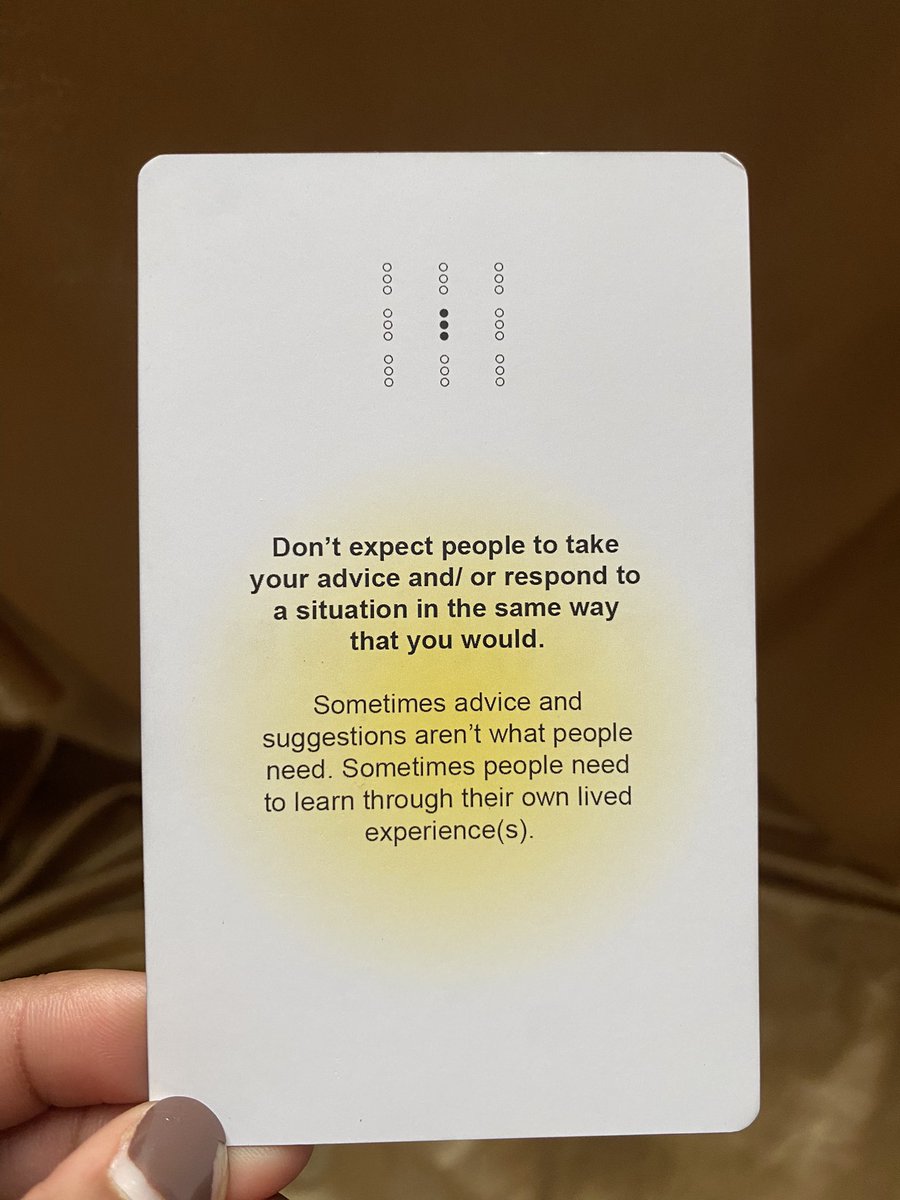 Don’t expect people to take
your advice and/ or respond to
a situation in the same way
that you would.
Sometimes advice and
suggestions aren’t what people
need. Sometimes people need
to learn through their own lived
experience(s).